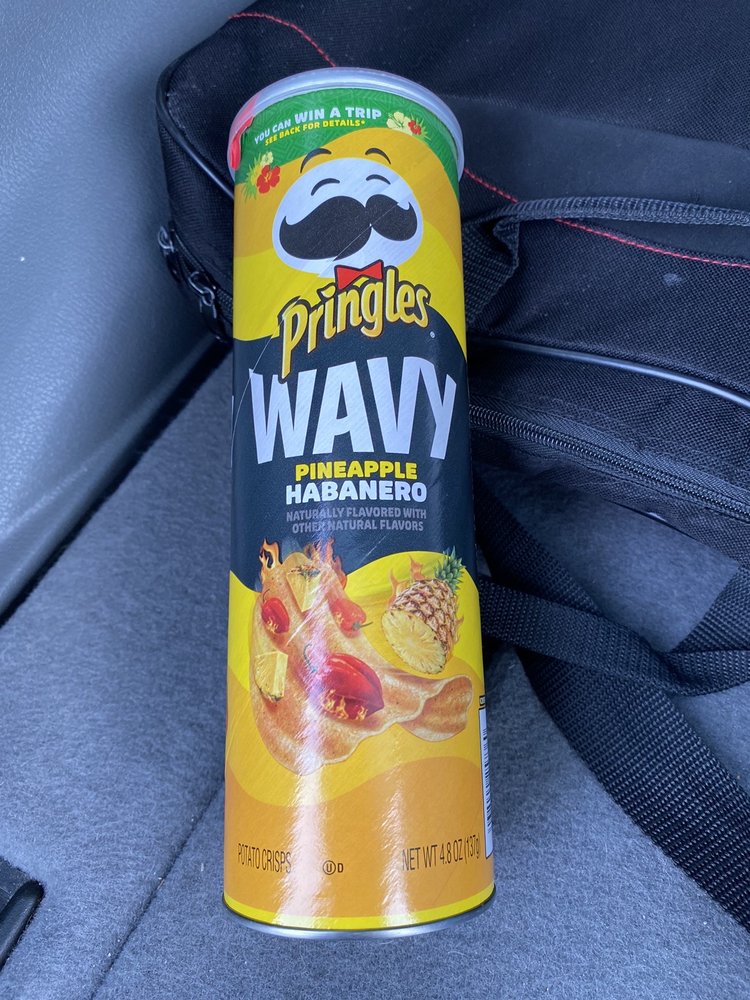 YOU CAN WIN A TRIP
SEE BACK FOR DETAILS*
Pringles®
WAVY
PINEAPPLE
HABANERO
NATURALLY FLAVORED WITH
OTHER NATURAL FLAVORS
POTATO CRISPS U D NET WT 4.8 OZ (137g)